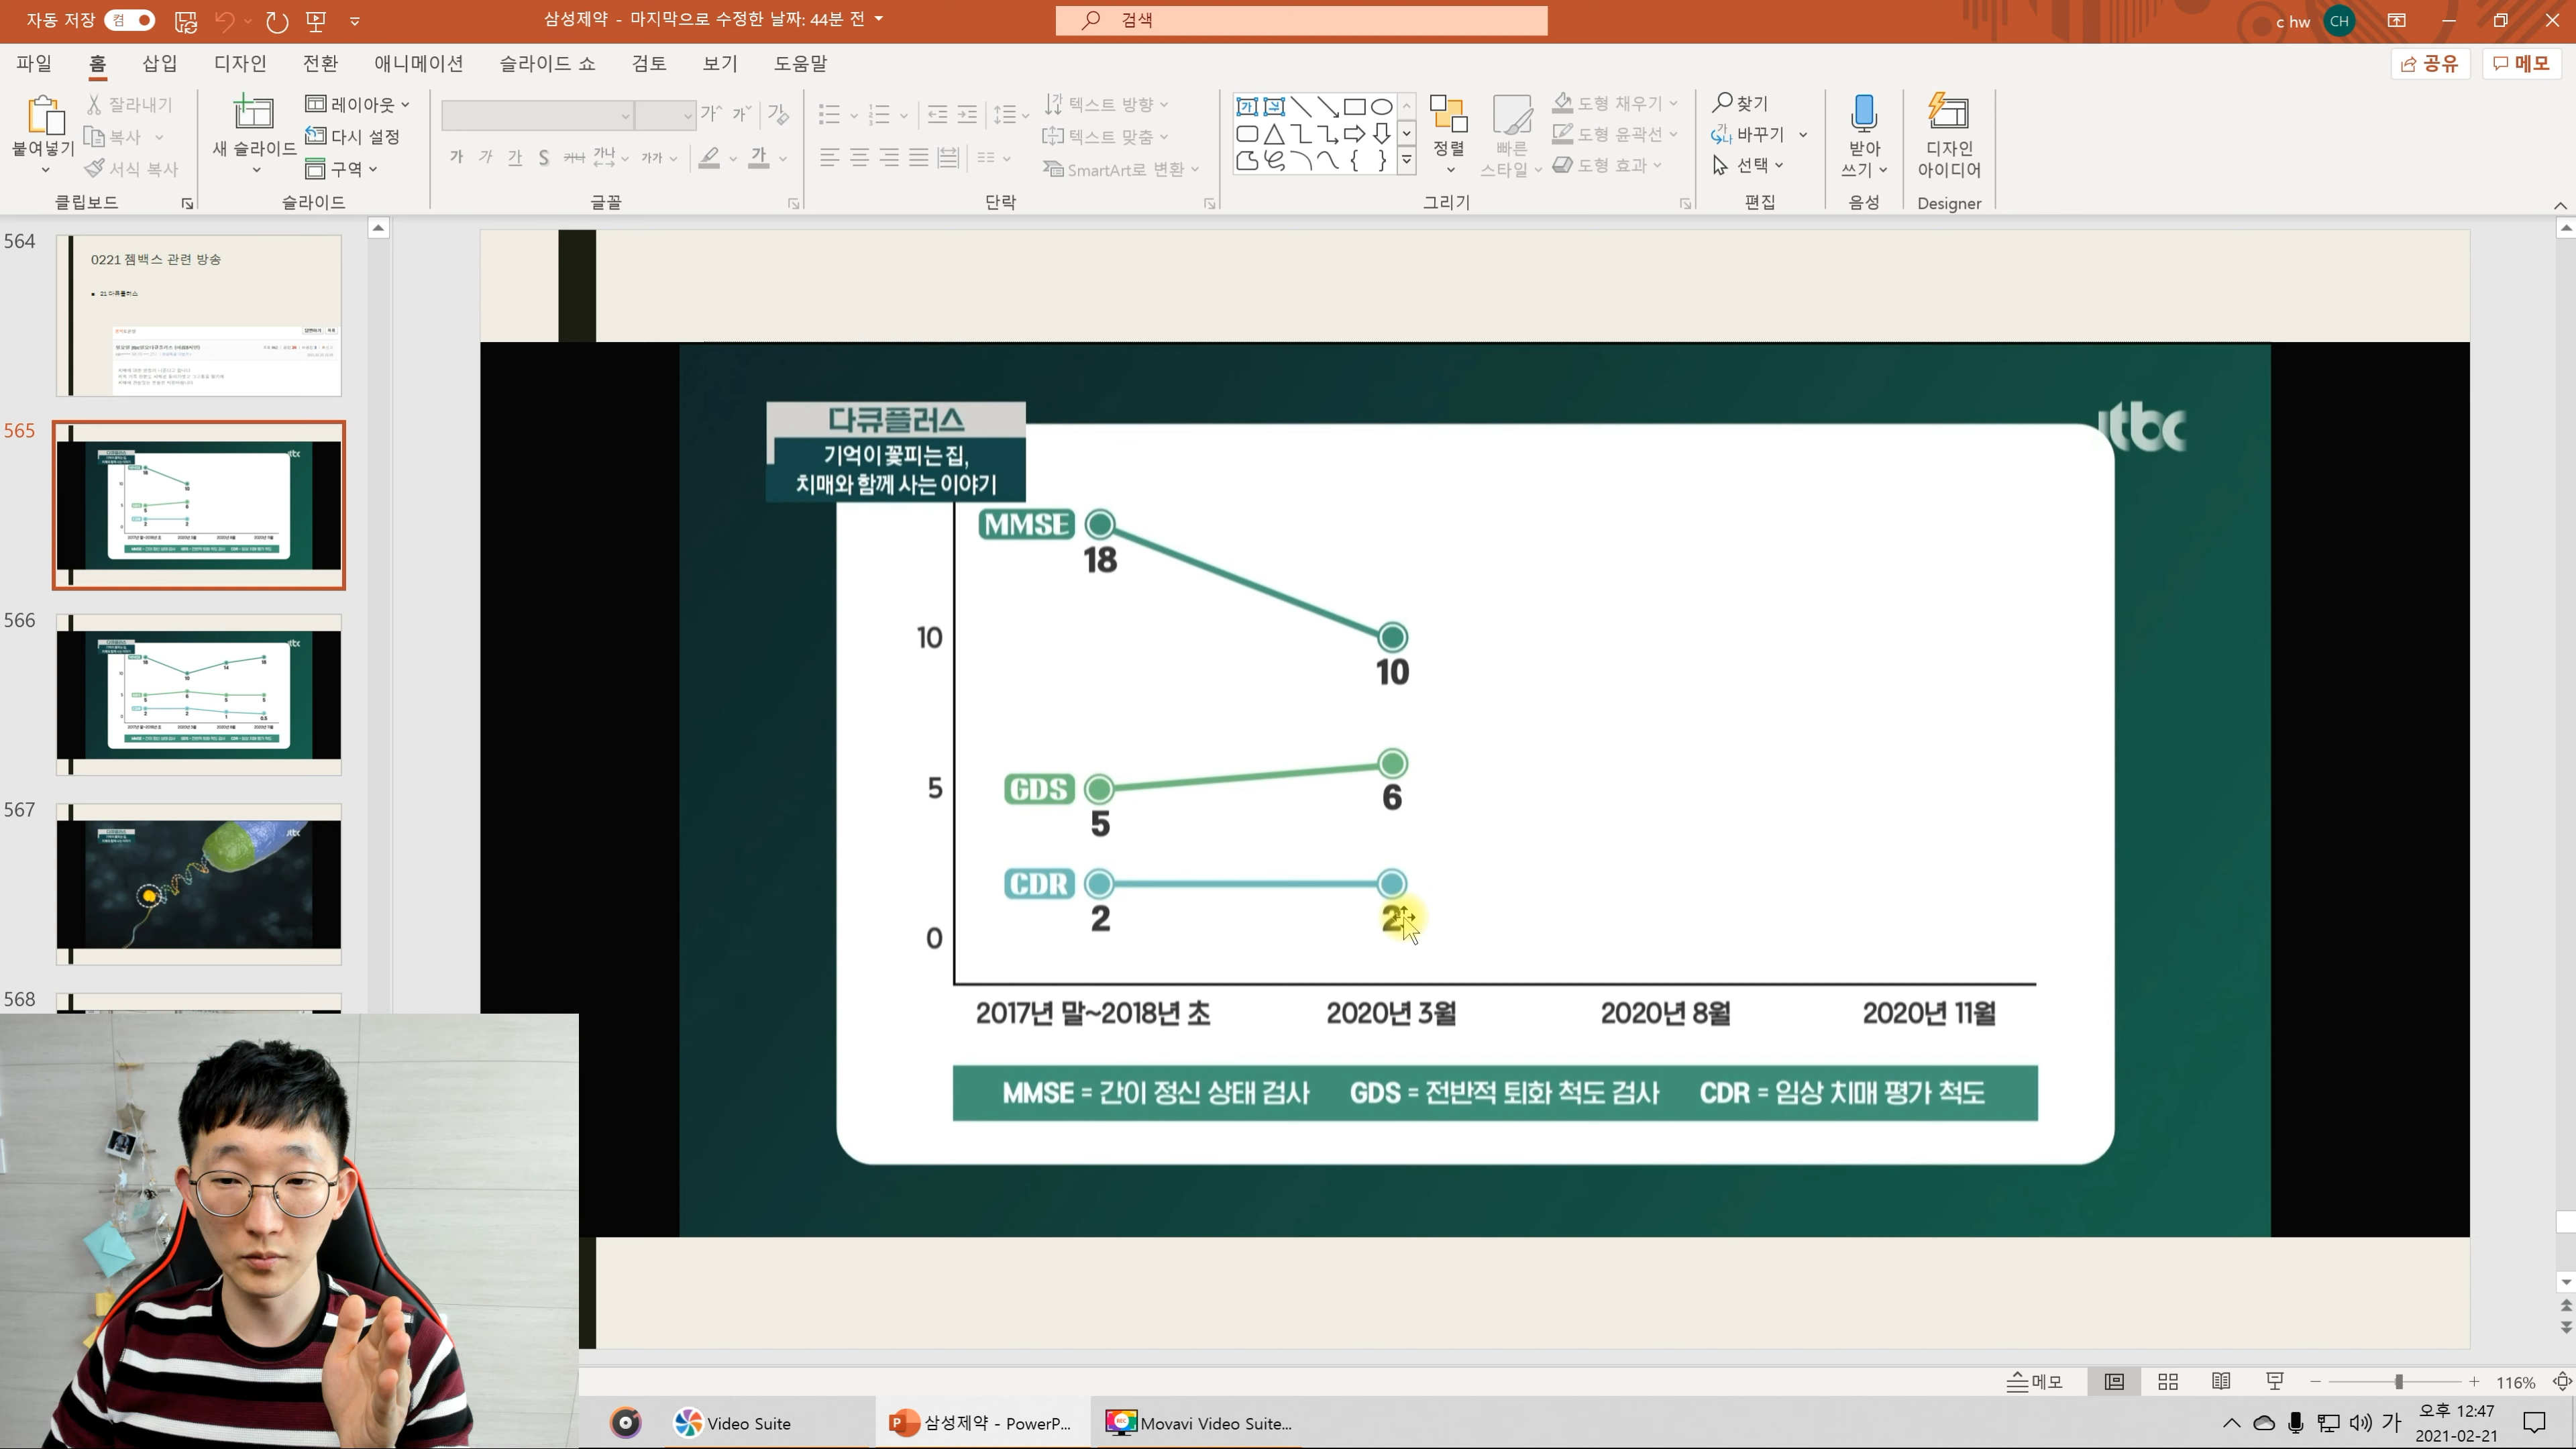 자동 저장 켬
삼성제약 - 마지막으로 수정한 날짜: 44분 전
검색
c hw CH
파일 홈 삽입 디자인 전환 애니메이션 슬라이드 쇼 검토 보기 도움말
공유 메모
붙여넣기
잘라내기
복사
서식 복사
클립보드
새 슬라이드
레이아웃
다시 설정
구역
슬라이드
글꼴
텍스트 방향
텍스트 맞춤
SmartArt로 변환
단락
정렬
빠른
스타일
도형 채우기
도형 윤곽선
도형 효과
그리기
찾기
바꾸기
선택
편집
받아
쓰기
음성
디자인
아이디어
Designer
564
0221 젬백스 관련 방송
21 다큐플러스
565
566
567
568
다큐플러스
기억이 꽃피는 집,
치매와 함께 사는 이야기
jtbc
MMSE
18
10
10
5
GDS
5
6
CDR
2
2
0
2017년 말~2018년 초 2020년 3월 2020년 8월 2020년 11월
MMSE = 간이 정신 상태 검사 GDS = 전반적 퇴화 척도 검사 CDR = 임상 치매 평가 척도
메모
116%
Video Suite
삼성제약 - PowerP...
Movavi Video Suite...
가
오후 12:47
2021-02-21